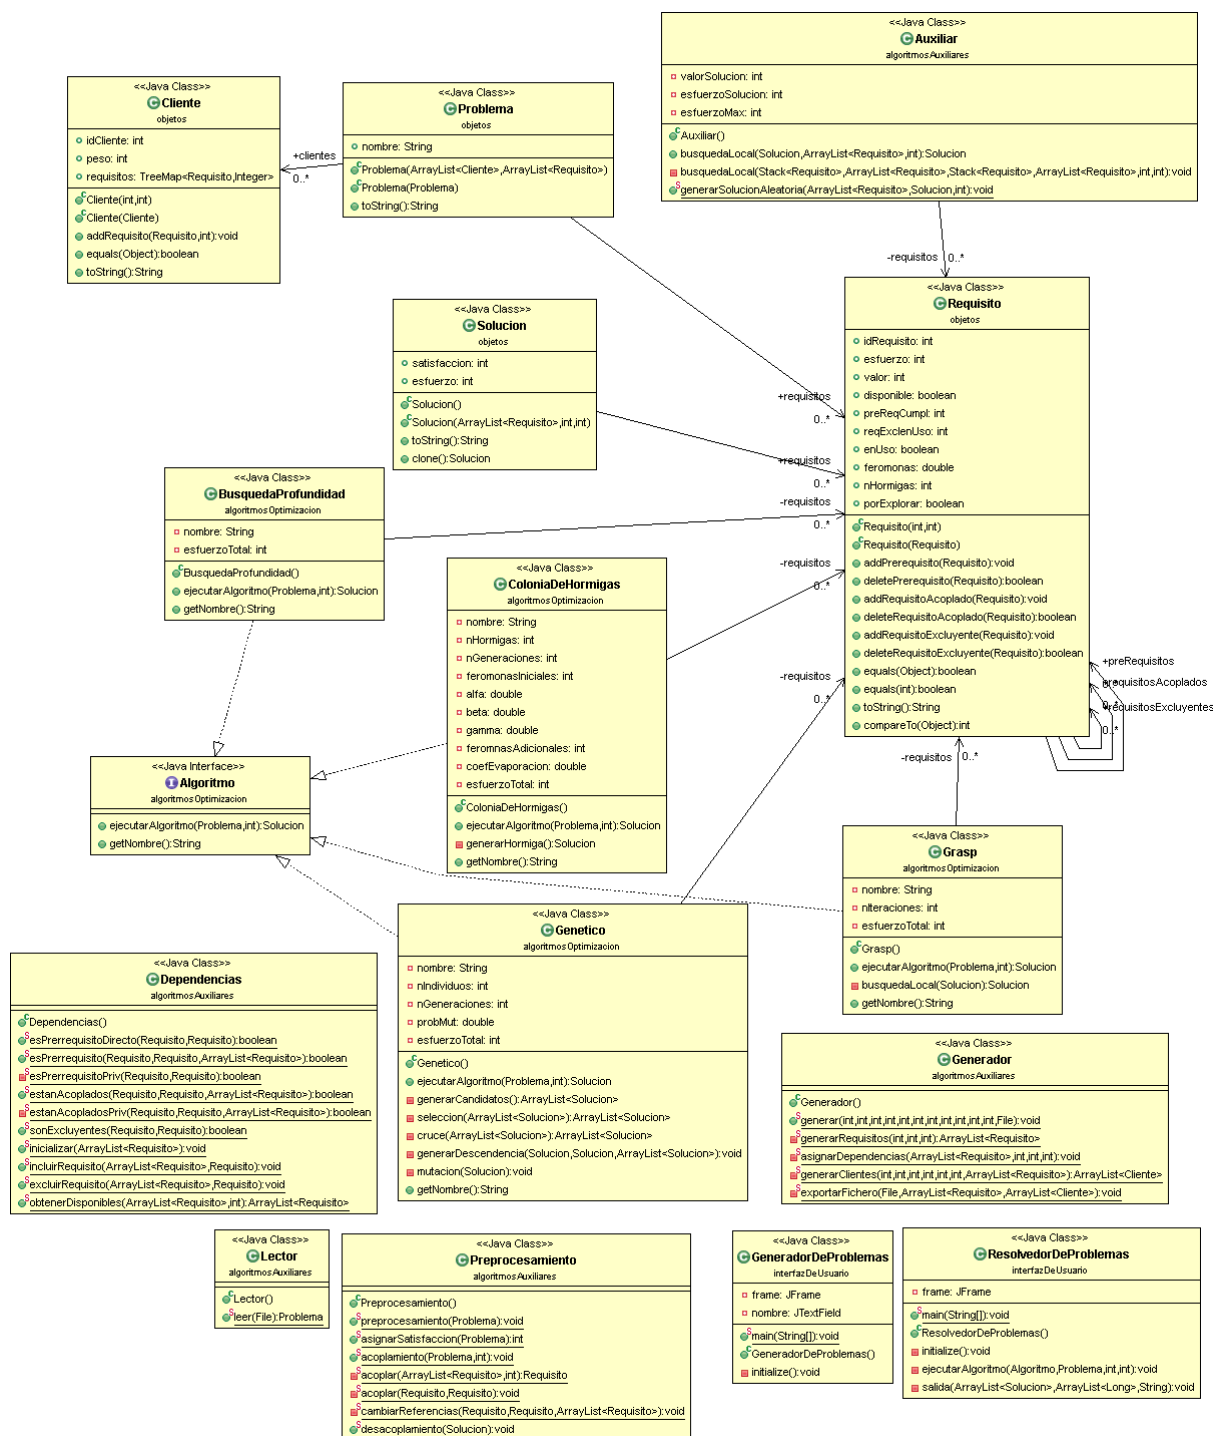 <<Java Class>>
Auxiliar
algoritmosAuxiliares
valorSolucion: int
esfuerzoSolucion: int
esfuerzoMax: int
Auxiliar()
busquedaLocal(Solucion,ArrayList<Requisito>,int):Solucion
busquedaLocal(Stack<Requisito>,ArrayList<Requisito>,Stack<Requisito>,ArrayList<Requisito>,int,int):void
generarSolucionAleatoria(ArrayList<Requisito>,Solucion,int):void
<<Java Class>>
Cliente
objetos
idCliente: int
peso: int
requisitos: TreeMap<Requisito,Integer>
Cliente(int,int)
Cliente(Cliente)
addRequisito(Requisito,int):void
equals(Object):boolean
toString():String
+clientes
0..*
<<Java Class>>
Problema
objetos
nombre: String
Problema(ArrayList<Cliente>,ArrayList<Requisito>)
Problema(Problema)
toString():String
-requisitos
0..*
<<Java Class>>
Solucion
objetos
satisfaccion: int
esfuerzo: int
Solucion()
Solucion(ArrayList<Requisito>,int,int)
toString():String
clone():Solucion
<<Java Class>>
Requisito
objetos
idRequisito: int
esfuerzo: int
valor: int
disponible: boolean
preReqCumpl: int
reqExclenUso: int
enUso: boolean
feromonas: double
nHormigas: int
porExplorar: boolean
Requisito(int,int)
Requisito(Requisito)
addPrerequisito(Requisito):void
deletePrerequisito(Requisito):boolean
addRequisitoAcoplado(Requisito):void
deleteRequisitoAcoplado(Requisito):boolean
addRequisitoExcluyente(Requisito):void
deleteRequisitoExcluyente(Requisito):boolean
equals(Object):boolean
equals(int):boolean
toString():String
compareTo(Object):int
+requisitos
0..*
+requisitos
0..*
-requisitos
0..*
-requisitos
0..*
-requisitos
0..*
+preRequisitos
0..*
+requisitosAcoplados
0..*
+requisitosExcluyentes
0..*
-requisitos
0..*
<<Java Class>>
BusquedaProfundidad
algoritmosOptimizacion
nombre: String
esfuerzoTotal: int
BusquedaProfundidad()
ejecutarAlgoritmo(Problema,int):Solucion
getNombre():String
<<Java Class>>
ColoniaDeHormigas
algoritmosOptimizacion
nombre: String
nHormigas: int
nGeneraciones: int
feromonasIniciales: int
alfa: double
beta: double
gamma: double
feromnasAdicionales: int
coefEvaporacion: double
esfuerzoTotal: int
ColoniaDeHormigas()
ejecutarAlgoritmo(Problema,int):Solucion
generarHormiga():Solucion
getNombre():String
<<Java Interface>>
Algoritmo
algoritmosOptimizacion
ejecutarAlgoritmo(Problema,int):Solucion
getNombre():String
<<Java Class>>
Grasp
algoritmosOptimizacion
nombre: String
nIteraciones: int
esfuerzoTotal: int
Grasp()
ejecutarAlgoritmo(Problema,int):Solucion
busquedaLocal(Solucion):Solucion
getNombre():String
<<Java Class>>
Genetico
algoritmosOptimizacion
nombre: String
nIndividuos: int
nGeneraciones: int
probMut: double
esfuerzoTotal: int
Genetico()
ejecutarAlgoritmo(Problema,int):Solucion
generarCandidatos():ArrayList<Solucion>
seleccion(ArrayList<Solucion>):ArrayList<Solucion>
cruce(ArrayList<Solucion>):ArrayList<Solucion>
generarDescendencia(Solucion,Solucion,ArrayList<Solucion>):void
mutacion(Solucion):void
getNombre():String
<<Java Class>>
Dependencias
algoritmosAuxiliares
Dependencias()
esPrerrequisitoDirecto(Requisito,Requisito):boolean
esPrerrequisito(Requisito,Requisito,ArrayList<Requisito>):boolean
esPrerrequisitoPriv(Requisito,Requisito):boolean
estanAcoplados(Requisito,Requisito,ArrayList<Requisito>):boolean
estanAcopladosPriv(Requisito,Requisito,ArrayList<Requisito>):boolean
sonExcluyentes(Requisito,Requisito):boolean
inicializar(ArrayList<Requisito>):void
incluirRequisito(ArrayList<Requisito>,Requisito):void
excluirRequisito(ArrayList<Requisito>,Requisito):void
obtenerDisponibles(ArrayList<Requisito>,int):ArrayList<Requisito>
<<Java Class>>
Generador
algoritmosAuxiliares
Generador()
generar(int,int,int,int,int,int,int,int,int,int,int,File):void
generarRequisitos(int,int,int):ArrayList<Requisito>
asignarDependencias(ArrayList<Requisito>,int,int,int):void
generarClientes(int,int,int,int,int,int,ArrayList<Requisito>):ArrayList<Cliente>
exportarFichero(File,ArrayList<Requisito>,ArrayList<Cliente>):void
<<Java Class>>
Lector
algoritmosAuxiliares
Lector()
leer(File):Problema
<<Java Class>>
Preprocesamiento
algoritmosAuxiliares
Preprocesamiento()
preprocesamiento(Problema):void
asignarSatisfaccion(Problema):int
acoplamiento(Problema,int):void
acoplar(ArrayList<Requisito>,int):Requisito
acoplar(Requisito,Requisito):void
cambiarReferencias(Requisito,Requisito,ArrayList<Requisito>):void
desacoplamiento(Solucion):void
<<Java Class>>
GeneradorDeProblemas
interfazDeUsuario
frame: JFrame
nombre: JTextField
main(String[]):void
GeneradorDeProblemas()
initialize():void
<<Java Class>>
ResolvedorDeProblemas
interfazDeUsuario
frame: JFrame
main(String[]):void
ResolvedorDeProblemas()
initialize():void
ejecutarAlgoritmo(Algoritmo,Problema,int,int):void
salida(ArrayList<Solucion>,ArrayList<Long>,String):void